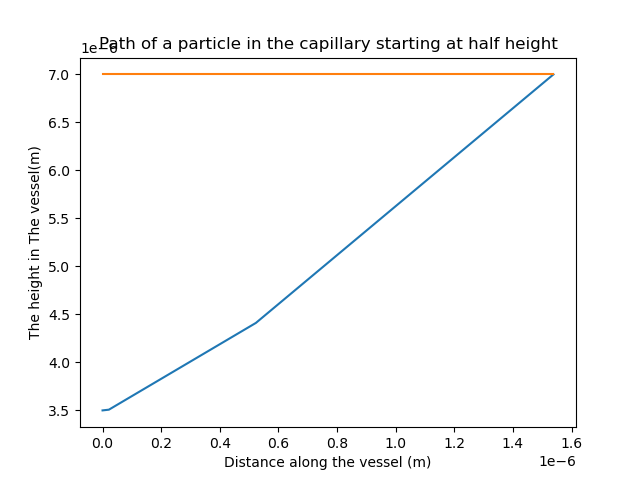 Path of a particle in the capillary starting at half height
1e−6
7.0
6.5
6.0
5.5
5.0
4.5
4.0
3.5
The height in The vessel(m)
0.0 0.2 0.4 0.6 0.8 1.0 1.2 1.4 1.6
1e−6
Distance along the vessel (m)